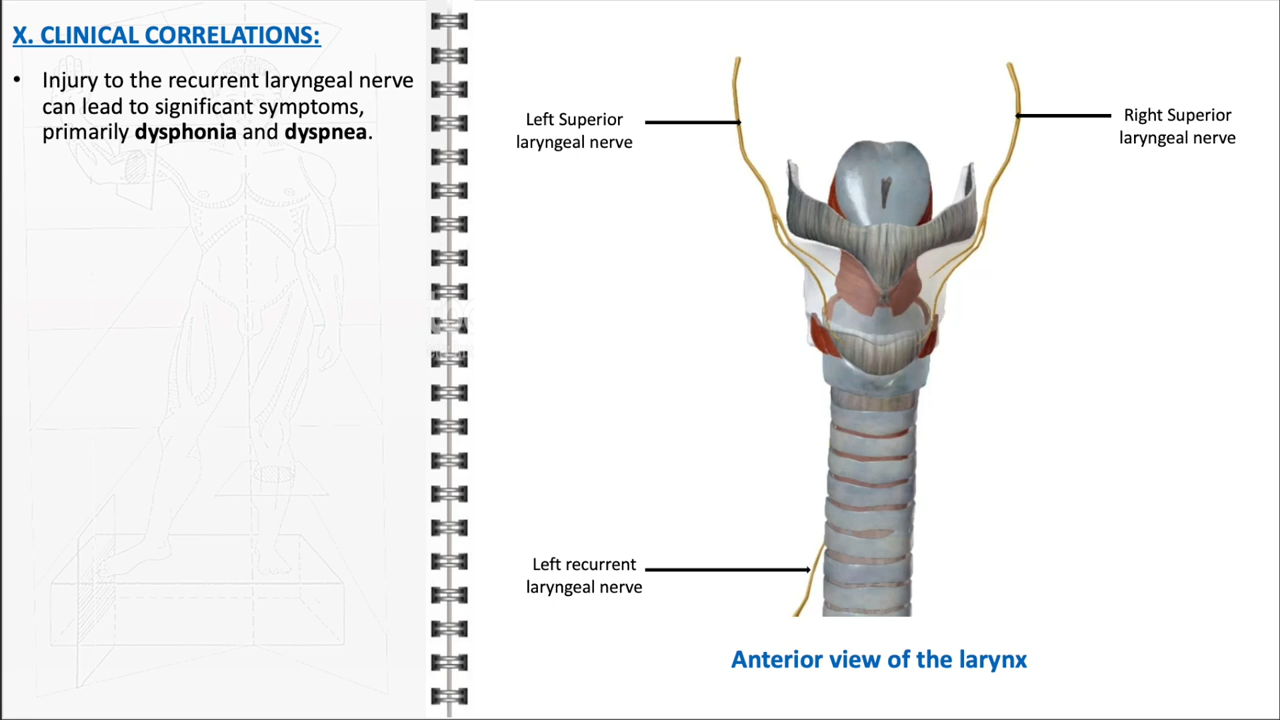 X. CLINICAL CORRELATIONS:
• Injury to the recurrent laryngeal nerve
can lead to significant symptoms,
primarily dysphonia and dyspnea.
Left Superior
laryngeal nerve
Right Superior
laryngeal nerve
Left recurrent
laryngeal nerve
Anterior view of the larynx